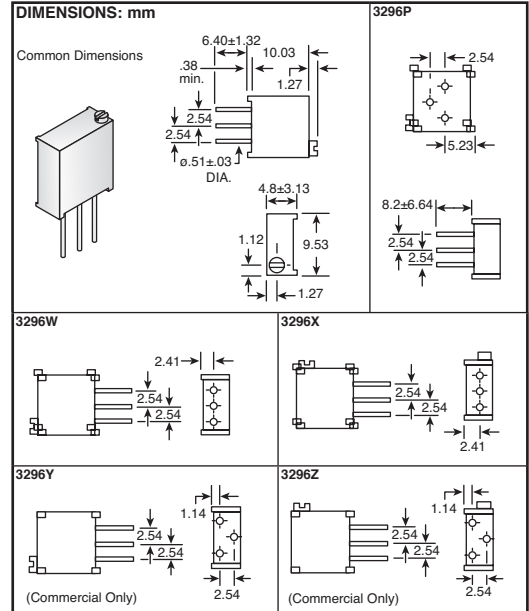 DIMENSIONS: mm
Common Dimensions
6.40±1.32
10.03
.38
min.
1.27
2.54
2.54
ø.51±.03
DIA.
4.8±3.13
1.12
9.53
1.27
3296P
2.54
5.23
8.2±6.64
2.54
2.54
3296W
2.41
2.54
2.54
3296X
2.54
2.54
2.41
3296Y
1.14
2.54
2.54
2.54
(Commercial Only)
3296Z
1.14
2.54
2.54
2.54
(Commercial Only)